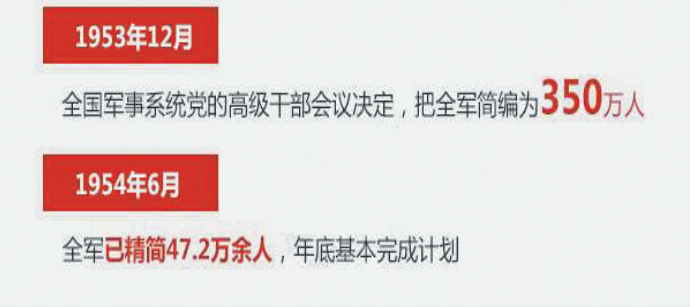 1953年12月
全国军事系统党的高级干部会议决定，把全军简编为350万人
1954年6月
全军已精简47.2万余人，年底基本完成计划